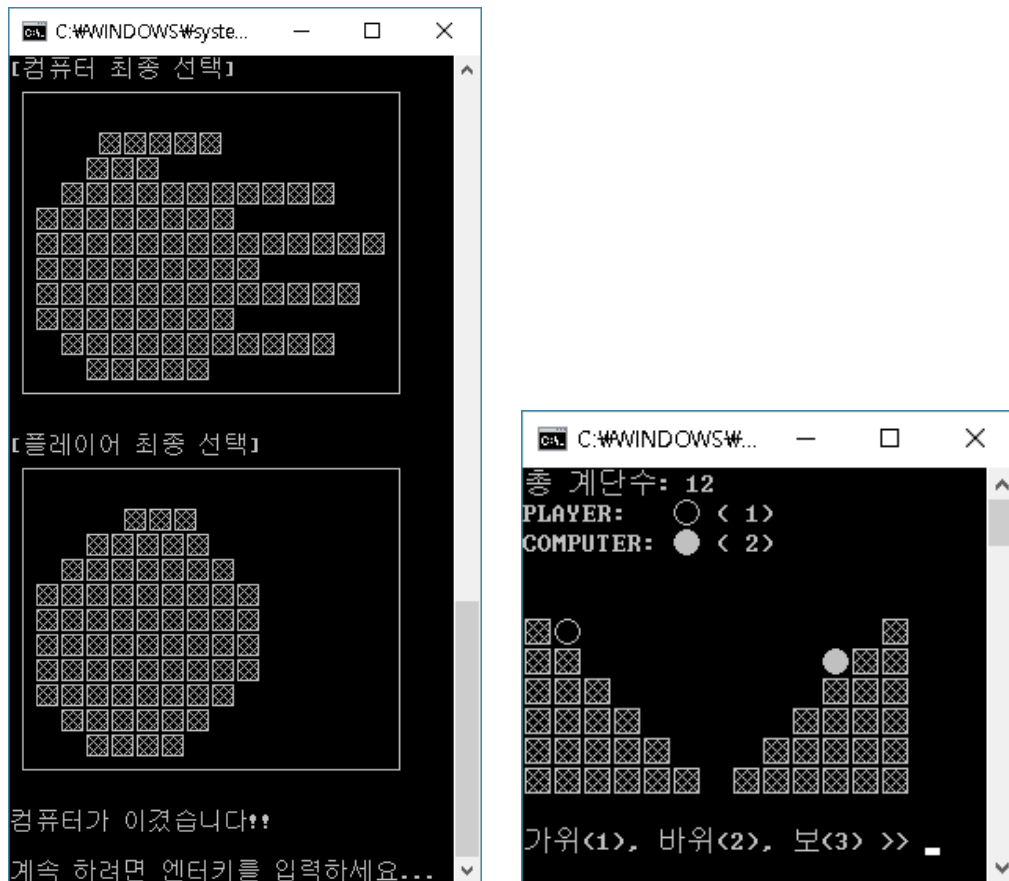 C:₩WINDOWS₩syste...
[컴퓨터 최종 선택]
[플레이어 최종 선택]
컴퓨터가 이겼습니다!!
계속 하려면 엔터키를 입력하세요...
C:₩WINDOWS₩...
총 계단수: 12
PLAYER: ○ ( 1)
COMPUTER: ● ( 2)
가위(1), 바위(2), 보(3) >> _